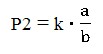 P2 = k · a/b